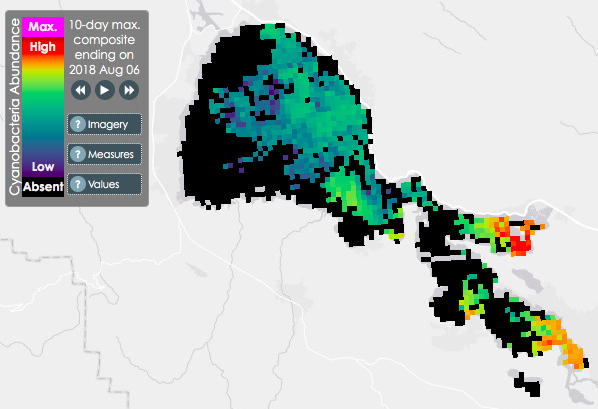 Cyanobacteria Abundance
Max.
High
Low
Absent
10-day max.
composite
ending on
2018 Aug 06
? Imagery
? Measures
? Values